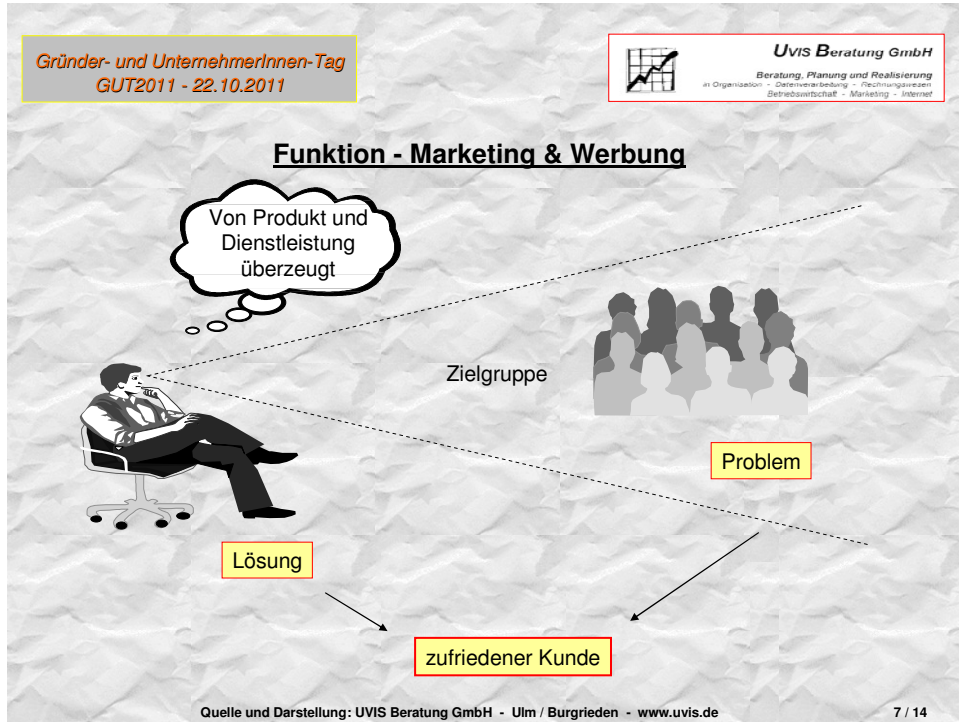 Gründer- und UnternehmerInnen-Tag
GUT2011 - 22.10.2011
UVIS Beratung GmbH
Beratung, Planung und Realisierung
in Organisation - Datenverarbeitung - Rechnungswesen
Betriebswirtschaft - Marketing - Internet
Funktion - Marketing & Werbung
Von Produkt und
Dienstleistung
überzeugt
Zielgruppe
Problem
Lösung
zufriedener Kunde
Quelle und Darstellung: UVIS Beratung GmbH - Ulm / Burgrieden - www.uvis.de
7 / 14